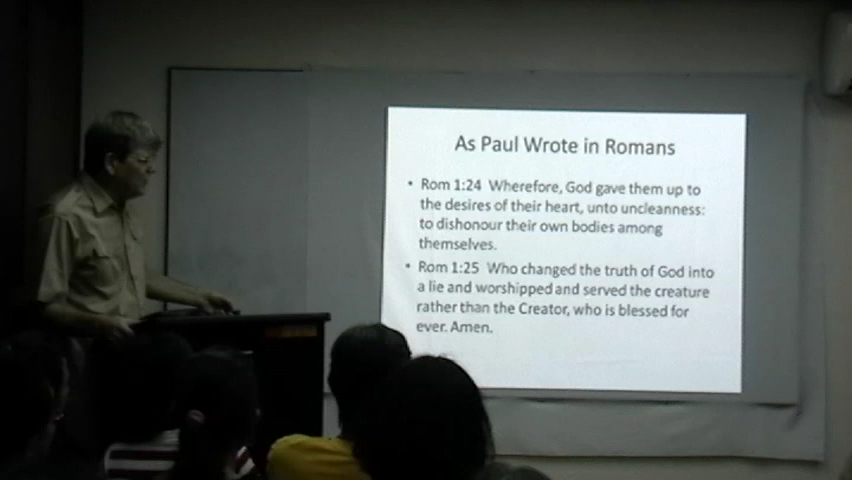 As Paul Wrote in Romans
• Rom 1:24 Wherefore, God gave them up to
the desires of their heart, unto uncleanness:
to dishonour their own bodies among
themselves.
• Rom 1:25 Who changed the truth of God into
a lie and worshipped and served the creature
rather than the Creator, who is blessed for
ever. Amen.